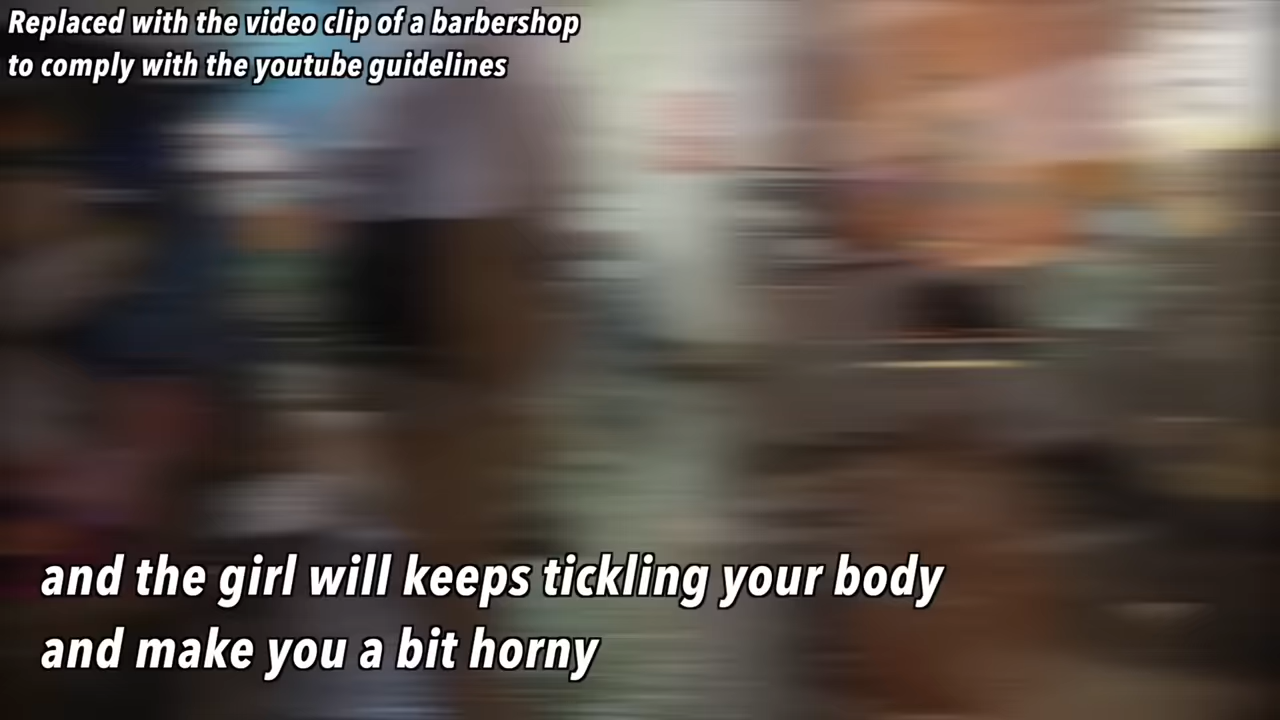 Replaced with the video clip of a barbershop
to comply with the youtube guidelines
and the girl will keeps tickling your body
and make you a bit horny